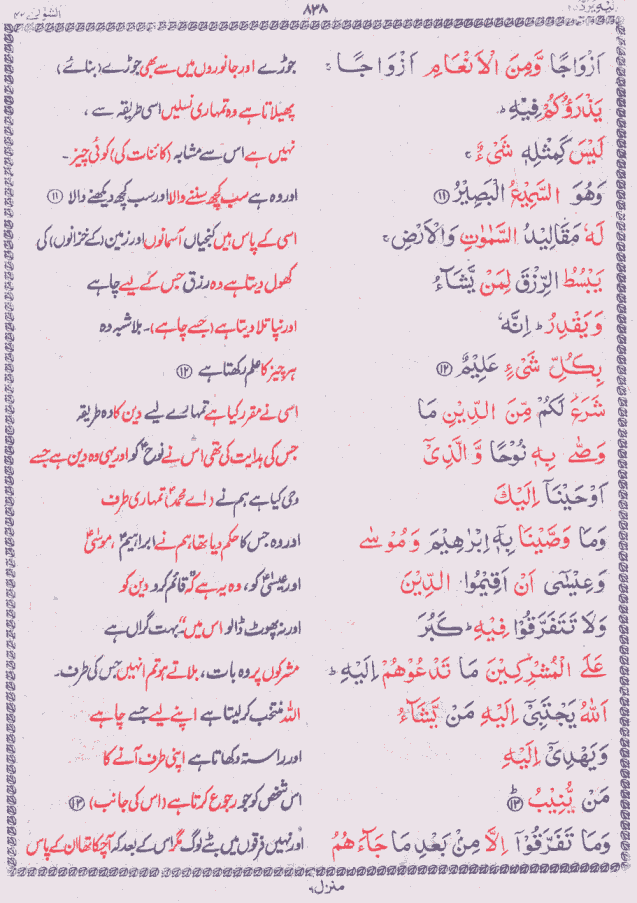 الیہ یرد ۲۵ ۸۳۸ الشوریٰ ۴۲
اَزْوَاجًا وَّمِنَ الْاَنْعَامِ اَزْوَاجًا ۚ جوڑے اور جانوروں میں سے بھی جوڑے (بنائے)
يَذْرَؤُكُمْ فِيْهِ ؕ پھیلاتا ہے وہ تمہاری نسلیں اسی طریقہ سے ،
لَيْسَ كَمِثْلِهٖ شَیْءٌ ۚ نہیں ہے اس سے مشابہ (کائنات کی) کوئی چیز ۔
وَهُوَ السَّمِيْعُ الْبَصِيْرُ ⑪ اور وہ ہے سب کچھ سننے والا اور سب کچھ دیکھنے والا ⑪
لَهٗ مَقَالِيْدُ السَّمٰوٰتِ وَالْاَرْضِ ۚ اسی کے پاس ہیں کنجیاں آسمانوں اور زمین (کے خزانوں) کی
يَبْسُطُ الرِّزْقَ لِمَنْ يَّشَآءُ کھول دیتا ہے وہ رزق جس کے لیے چاہے
وَيَقْدِرُ ؕ اِنَّهٗ اور نپا تلا دیتا ہے (جسے چاہے)۔ بلاشبہ وہ
بِكُلِّ شَیْءٍ عَلِيْمٌ ⑫ ہر چیز کا علم رکھتا ہے ⑫
شَرَعَ لَكُمْ مِّنَ الدِّيْنِ مَا اسی نے مقرر کیا ہے تمہارے لیے دین کا وہ طریقہ
وَصّٰى بِهٖ نُوْحًا وَّالَّذِیْۤ جس کی ہدایت کی تھی اس نے نوحؑ کو اور یہی وہ دین ہے جسے
اَوْحَيْنَاۤ اِلَيْكَ وحی کیا ہے ہم نے (اے محمدؐ) تمہاری طرف
وَمَا وَصَّيْنَا بِهٖۤ اِبْرٰهِيْمَ وَمُوْسٰى اور وہ جس کا حکم دیا تھا ہم نے ابراہیمؑ ، موسیٰؑ
وَعِيْسٰۤى اَنْ اَقِيْمُوا الدِّيْنَ اور عیسیٰؑ کو ، وہ یہ ہے کہ "قائم کرو دین کو
وَلَا تَتَفَرَّقُوْا فِيْهِ ؕ كَبُرَ اور نہ پھوٹ ڈالو اس میں" بہت گراں ہے
عَلَى الْمُشْرِكِيْنَ مَا تَدْعُوْهُمْ اِلَيْهِ ؕ مشرکوں پر وہ بات ، بلاتے ہو تم انہیں جس کی طرف ۔
اَللّٰهُ يَجْتَبِیْۤ اِلَيْهِ مَنْ يَّشَآءُ اللہ منتخب کر لیتا ہے اپنے لیے جسے چاہے
وَيَهْدِیْۤ اِلَيْهِ اور راستہ دکھاتا ہے اپنی طرف آنے کا
مَنْ يُّنِيْبُ ⑬ؕ اس شخص کو جو رجوع کرتا ہے (اس کی جانب) ⑬
وَمَا تَفَرَّقُوْۤا اِلَّا مِنْۢ بَعْدِ مَا جَآءَهُمُ اور نہیں فرقوں میں بٹے لوگ مگر اس کے بعد کہ آچکا تھا ان کے پاس
منزل ۶